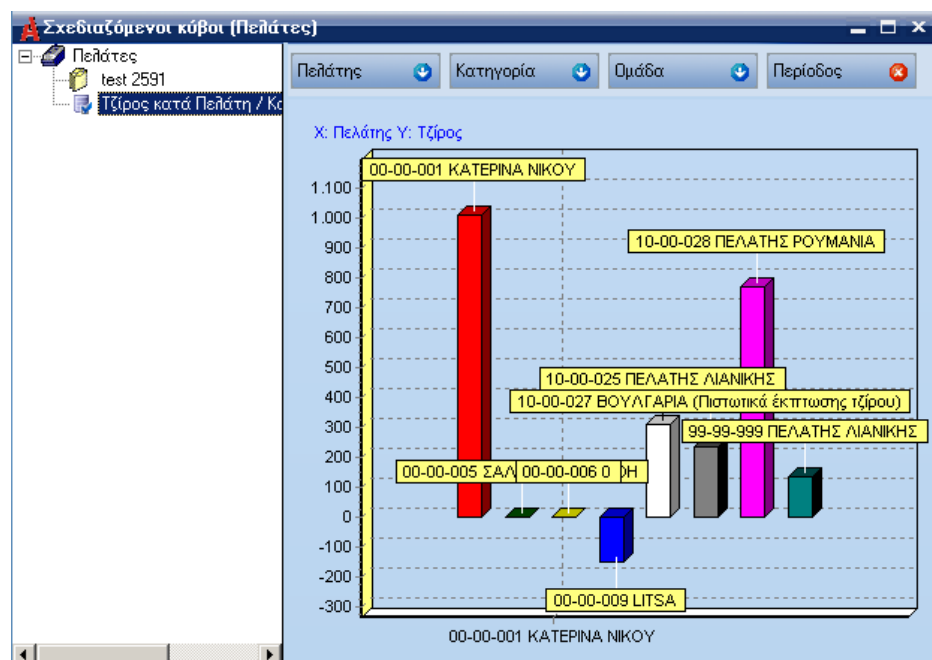 Σχεδιαζόμενοι κύβοι (Πελάτες)
Πελάτες
test 2591
Τζίρος κατά Πελάτη / Κα
Πελάτης
Κατηγορία
Ομάδα
Περίοδος
X: Πελάτης Y: Τζίρος
00-00-001 ΚΑΤΕΡΙΝΑ ΝΙΚΟΥ
1.100
1.000
900
10-00-028 ΠΕΛΑΤΗΣ ΡΟΥΜΑΝΙΑ
800
700
600
500
10-00-025 ΠΕΛΑΤΗΣ ΛΙΑΝΙΚΗΣ
400
10-00-027 ΒΟΥΛΓΑΡΙΑ (Πιστωτικά έκπτωσης τζίρου)
300
99-99-999 ΠΕΛΑΤΗΣ ΛΙΑΝΙΚΗΣ
200
00-00-005 ΣΑΛ
00-00-006 0
ΘΗ
100
0
-100
-200
00-00-009 LITSA
-300
00-00-001 ΚΑΤΕΡΙΝΑ ΝΙΚΟΥ